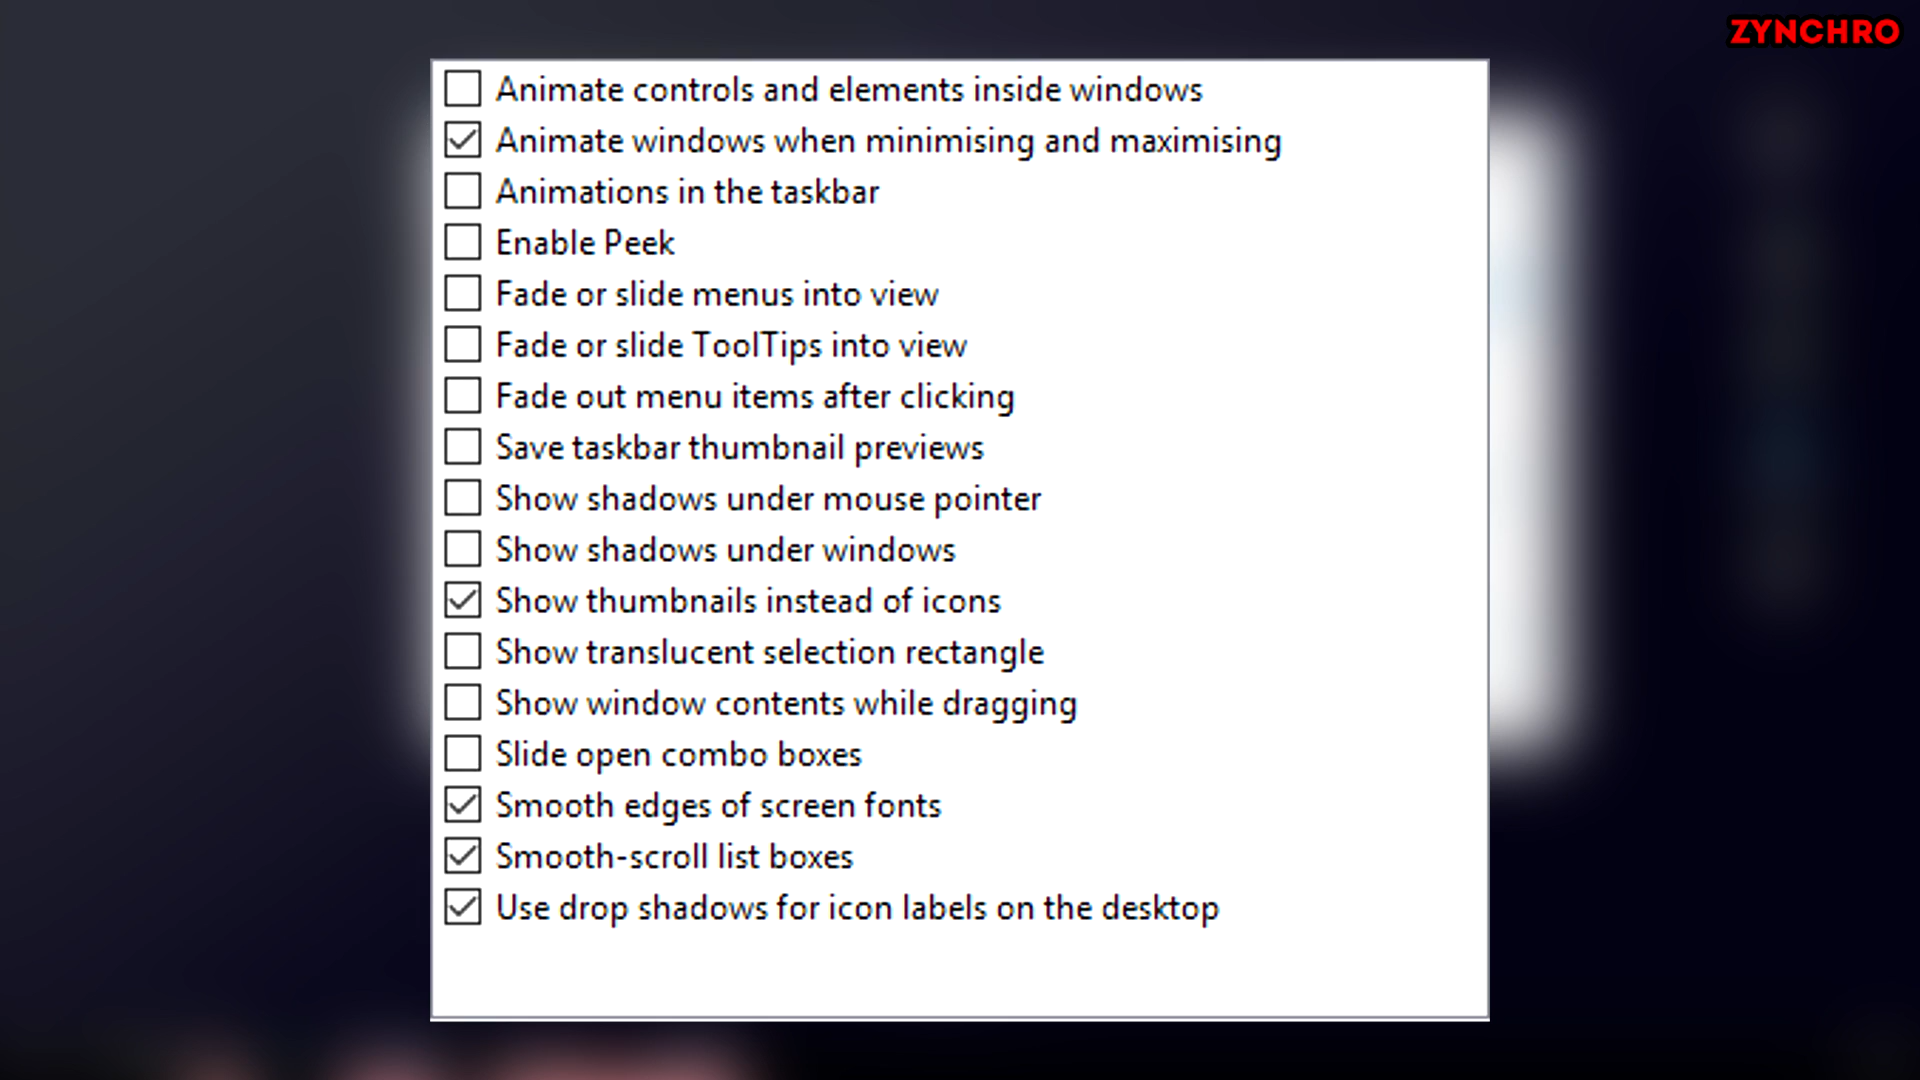 ZYNCHRO
Animate controls and elements inside windows
Animate windows when minimising and maximising
Animations in the taskbar
Enable Peek
Fade or slide menus into view
Fade or slide ToolTips into view
Fade out menu items after clicking
Save taskbar thumbnail previews
Show shadows under mouse pointer
Show shadows under windows
Show thumbnails instead of icons
Show translucent selection rectangle
Show window contents while dragging
Slide open combo boxes
Smooth edges of screen fonts
Smooth-scroll list boxes
Use drop shadows for icon labels on the desktop